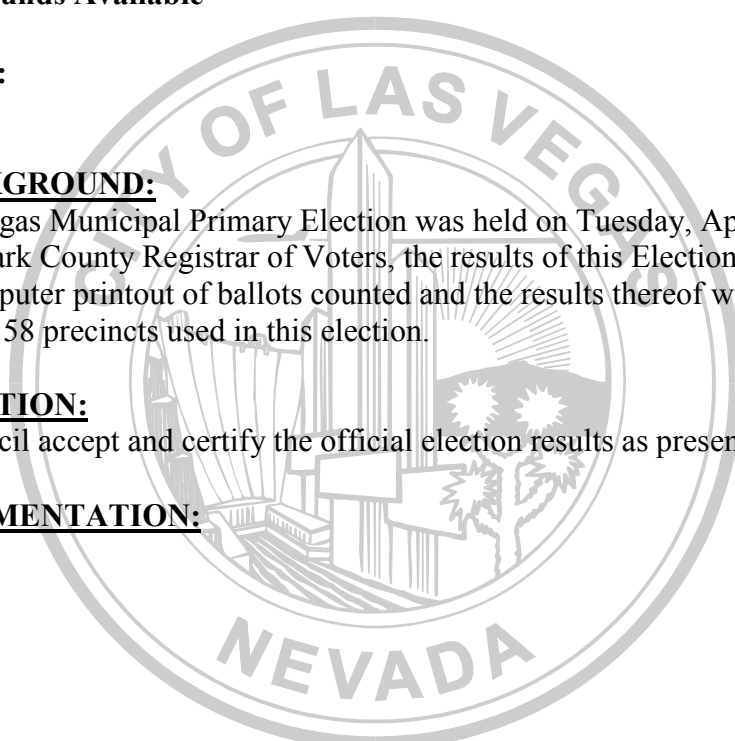 unds Available
:
KGROUND:
gas Municipal Primary Election was held on Tuesday, Ap
ark County Registrar of Voters, the results of this Election
puter printout of ballots counted and the results thereof w
58 precincts used in this election.
TION:
cil accept and certify the official election results as presen
MENTATION:
CITY OF LAS VEGAS
NEVADA